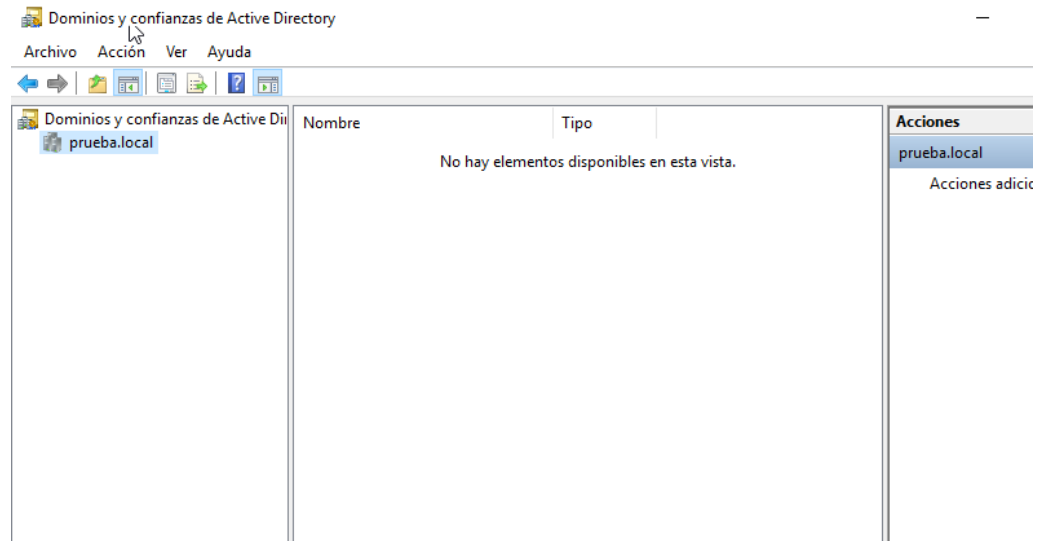 Dominios y confianzas de Active Directory
Archivo Acción Ver Ayuda
Dominios y confianzas de Active Dir
prueba.local
Nombre Tipo
No hay elementos disponibles en esta vista.
Acciones
prueba.local
Acciones adicio